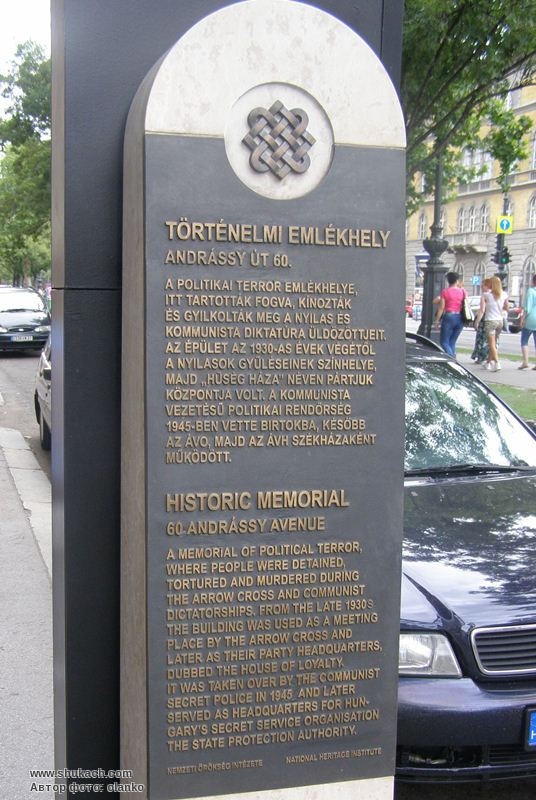 TÖRTÉNELMI EMLÉKHELY
ANDRÁSSY ÚT 60.
A POLITIKAI TERROR EMLÉKHELYE,
ITT TARTOTTÁK FOGVA, KÍNOZTÁK
ÉS GYILKOLTÁK MEG A NYILAS ÉS
KOMMUNISTA DIKTATÚRA ÜLDÖZÖTTJEIT.
AZ ÉPÜLET AZ 1930-AS ÉVEK VÉGÉTŐL
A NYILASOK GYŰLÉSEINEK SZÍNHELYE,
MAJD „HŰSÉG HÁZA” NÉVEN PÁRTJUK
KÖZPONTJA VOLT. A KOMMUNISTA
VEZETÉSŰ POLITIKAI RENDŐRSÉG
1945-BEN VETTE BIRTOKBA, KÉSŐBB
AZ ÁVO, MAJD AZ ÁVH SZÉKHÁZAKÉNT
MŰKÖDÖTT.
HISTORIC MEMORIAL
60 ANDRÁSSY AVENUE
A MEMORIAL OF POLITICAL TERROR,
WHERE PEOPLE WERE DETAINED,
TORTURED AND MURDERED DURING
THE ARROW CROSS AND COMMUNIST
DICTATORSHIPS. FROM THE LATE 1930S
THE BUILDING WAS USED AS A MEETING
PLACE BY THE ARROW CROSS AND
LATER AS THEIR PARTY HEADQUARTERS,
DUBBED THE HOUSE OF LOYALTY.
IT WAS TAKEN OVER BY THE COMMUNIST
SECRET POLICE IN 1945 AND LATER
SERVED AS HEADQUARTERS FOR HUN-
GARY'S SECRET SERVICE ORGANISATION
THE STATE PROTECTION AUTHORITY.
NEMZETI ÖRÖKSÉG INTÉZETE NATIONAL HERITAGE INSTITUTE
www.shukach.com
Автор фото: olanko